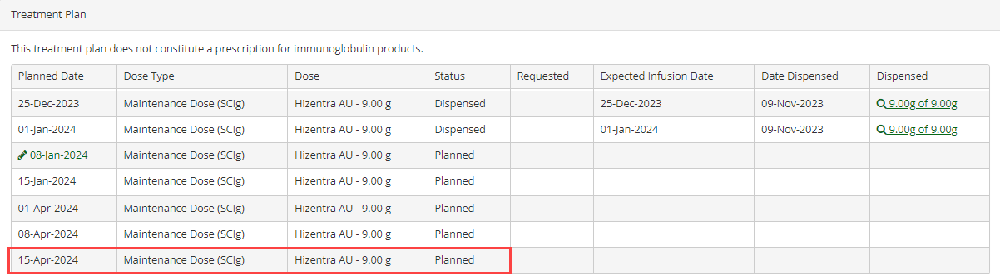 Treatment Plan
This treatment plan does not constitute a prescription for immunoglobulin products.
Planned Date Dose Type Dose Status Requested Expected Infusion Date Date Dispensed Dispensed
25-Dec-2023 Maintenance Dose (SCIg) Hizentra AU - 9.00 g Dispensed 25-Dec-2023 09-Nov-2023 9.00g of 9.00g
01-Jan-2024 Maintenance Dose (SCIg) Hizentra AU - 9.00 g Dispensed 01-Jan-2024 09-Nov-2023 9.00g of 9.00g
08-Jan-2024 Maintenance Dose (SCIg) Hizentra AU - 9.00 g Planned
15-Jan-2024 Maintenance Dose (SCIg) Hizentra AU - 9.00 g Planned
01-Apr-2024 Maintenance Dose (SCIg) Hizentra AU - 9.00 g Planned
08-Apr-2024 Maintenance Dose (SCIg) Hizentra AU - 9.00 g Planned
15-Apr-2024 Maintenance Dose (SCIg) Hizentra AU - 9.00 g Planned